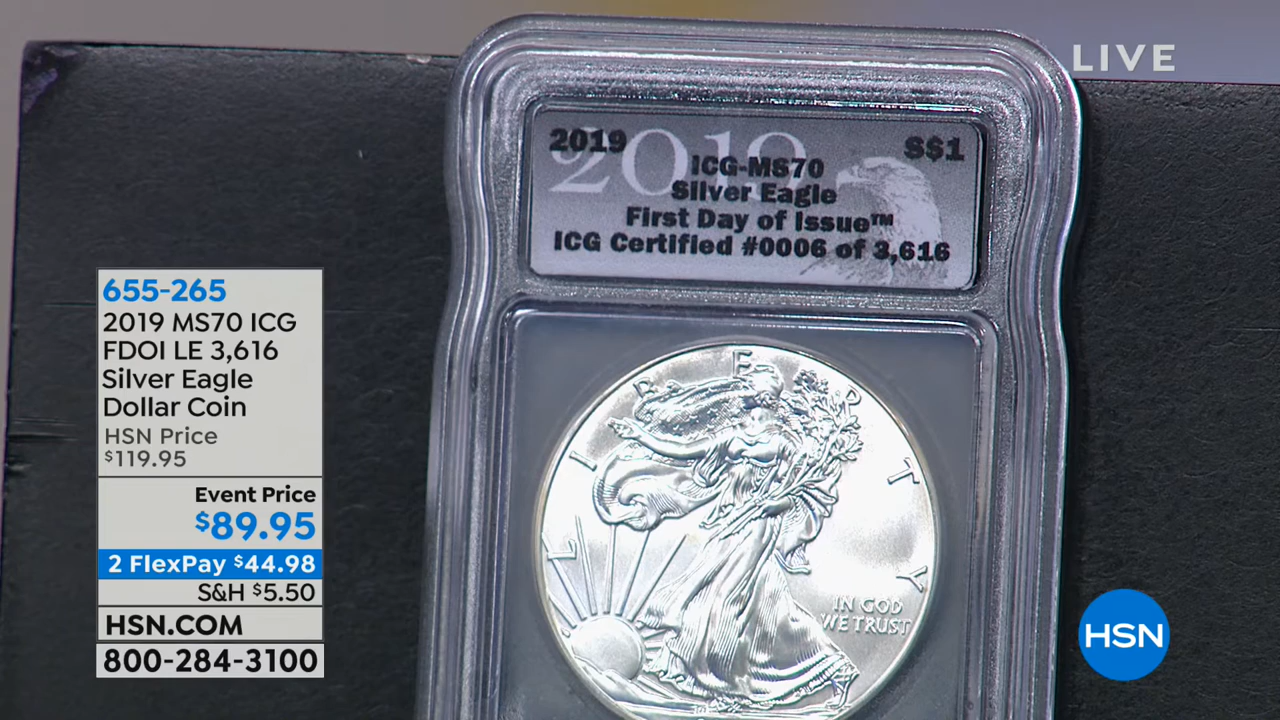 LIVE
2019
S$1
2019
ICG-MS70
Silver Eagle
First Day of Issue™
ICG Certified #0006 of 3,616
LIBERTY
IN GOD
WE TRUST
655-265
2019 MS70 ICG
FDOI LE 3,616
Silver Eagle
Dollar Coin
HSN Price
$119.95
Event Price
$89.95
2 FlexPay $44.98
S&H $5.50
HSN.COM
800-284-3100
HSN